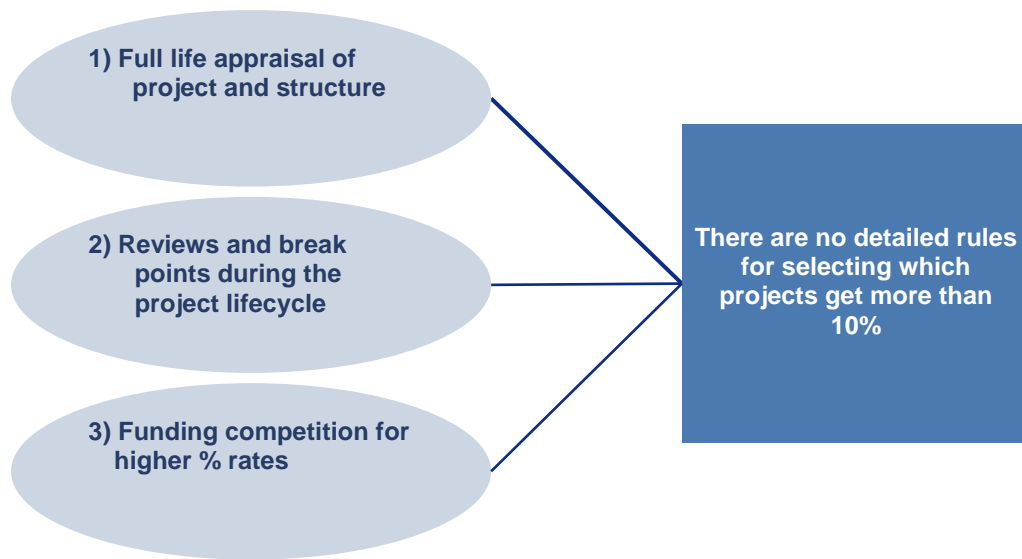 1) Full life appraisal of
project and structure
2) Reviews and break
points during the
project lifecycle
3) Funding competition for
higher % rates
There are no detailed rules
for selecting which
projects get more than
10%